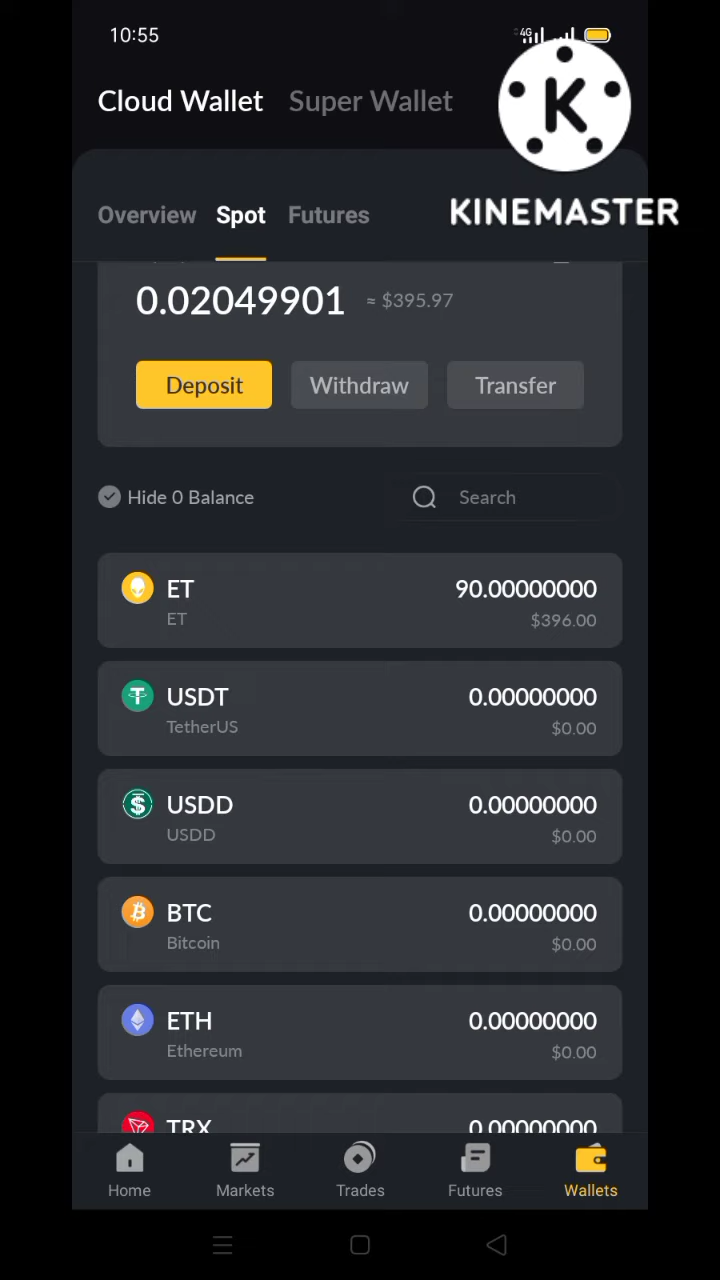 10:55
4G
Cloud Wallet Super Wallet
K
KINEMASTER
Overview Spot Futures
0.02049901 ≈ $395.97
Deposit Withdraw Transfer
Hide 0 Balance Search
ET 90.00000000
ET $396.00
USDT 0.00000000
TetherUS $0.00
USDD 0.00000000
USDD $0.00
BTC 0.00000000
Bitcoin $0.00
ETH 0.00000000
Ethereum $0.00
TRX 0.00000000
Home Markets Trades Futures Wallets